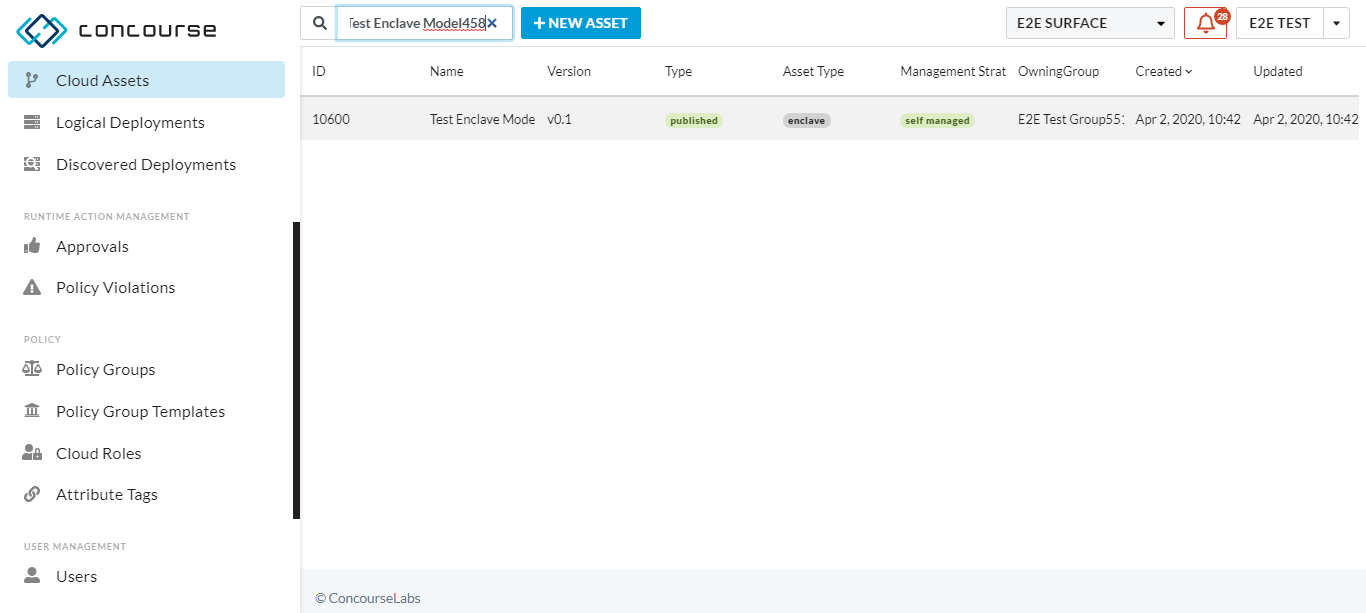 concourse
Test Enclave Model458
NEW ASSET
E2E SURFACE
28
E2E TEST
Cloud Assets
Logical Deployments
Discovered Deployments
RUNTIME ACTION MANAGEMENT
Approvals
Policy Violations
POLICY
Policy Groups
Policy Group Templates
Cloud Roles
Attribute Tags
USER MANAGEMENT
Users
ID Name Version Type Asset Type Management Strat OwningGroup Created Updated
10600 Test Enclave Mode v0.1 published enclave self managed E2E Test Group551 Apr 2, 2020, 10:42 Apr 2, 2020, 10:42
© ConcourseLabs